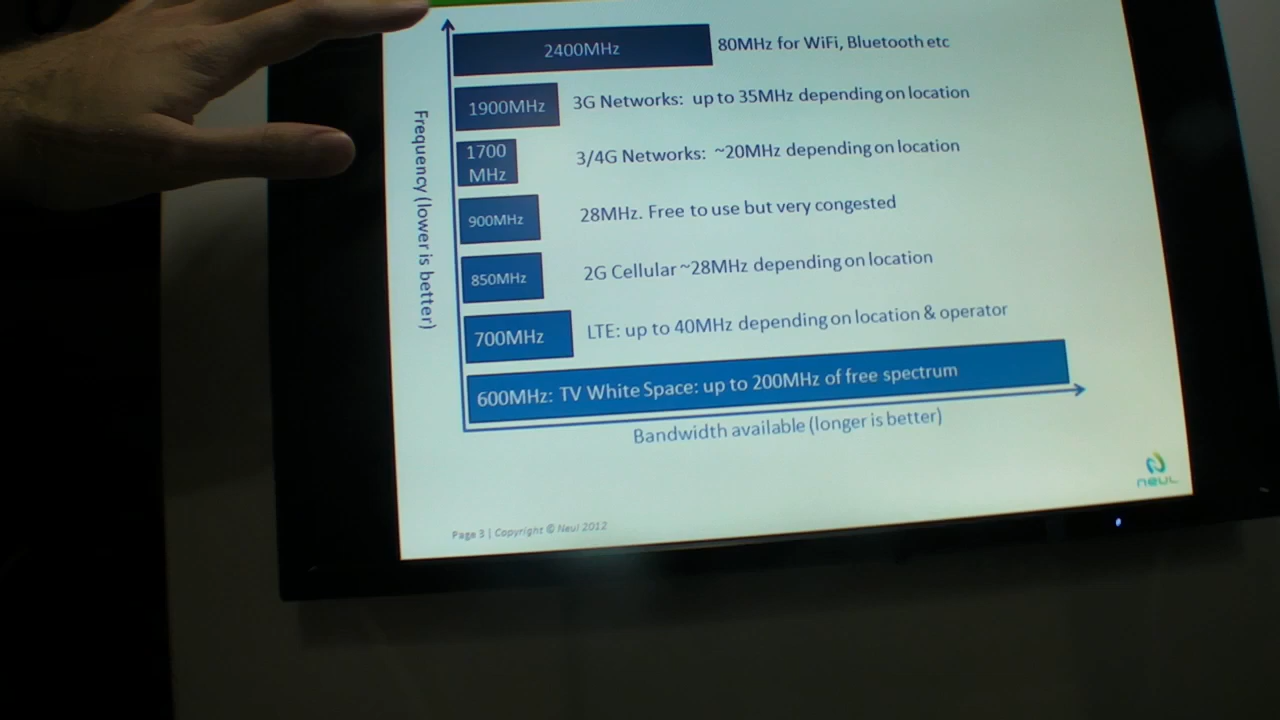 2400MHz 80MHz for WiFi, Bluetooth etc
1900MHz 3G Networks: up to 35MHz depending on location
1700
MHz
3/4G Networks: ~20MHz depending on location
900MHz 28MHz. Free to use but very congested
850MHz 2G Cellular ~28MHz depending on location
700MHz LTE: up to 40MHz depending on location & operator
600MHz: TV White Space: up to 200MHz of free spectrum
Frequency (lower is better)
Bandwidth available (longer is better)
neul
Page 3 | Copyright © Neul 2012